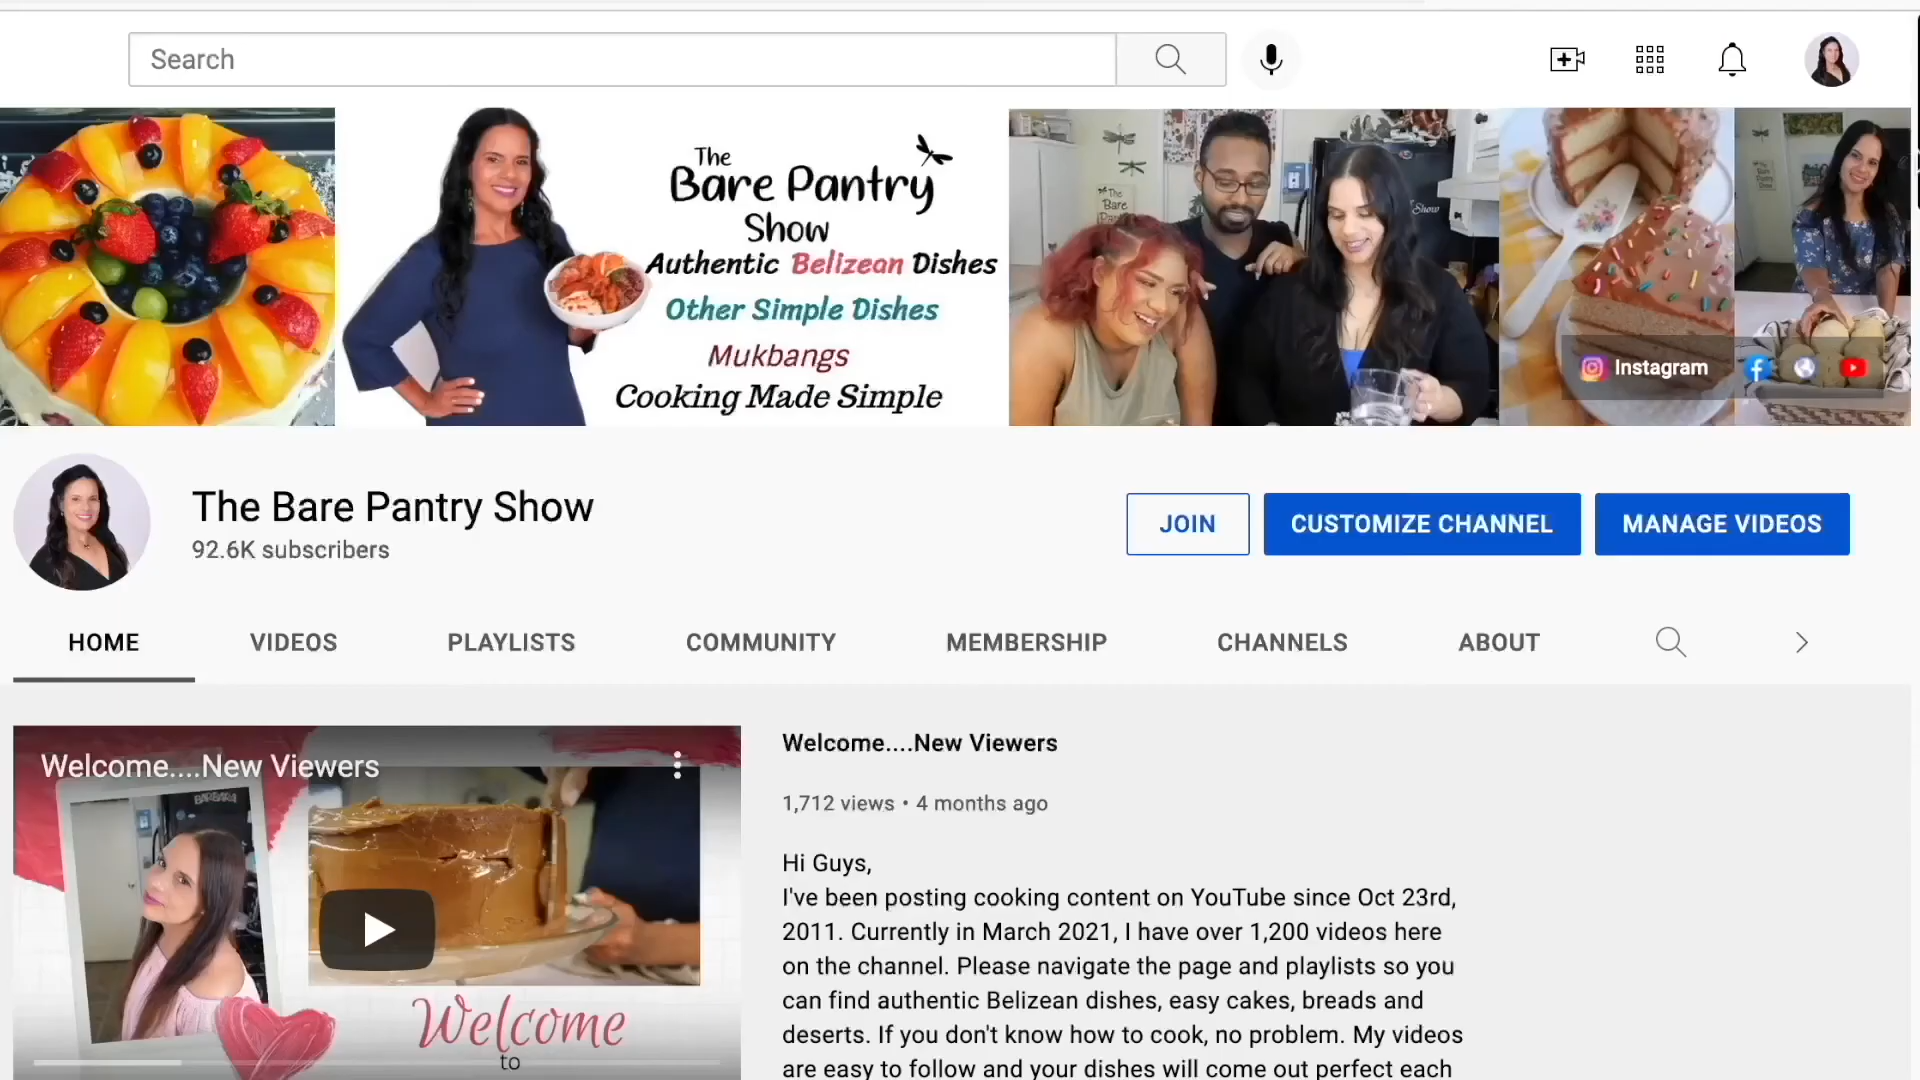 Search
The
Bare Pantry
Show
Authentic Belizean Dishes
Other Simple Dishes
Mukbangs
Cooking Made Simple
The
Bare
Show
Instagram
The Bare Pantry Show
92.6K subscribers
JOIN
CUSTOMIZE CHANNEL
MANAGE VIDEOS
HOME
VIDEOS
PLAYLISTS
COMMUNITY
MEMBERSHIP
CHANNELS
ABOUT
Welcome....New Viewers
BARBARA
Welcome
to
Welcome....New Viewers
1,712 views • 4 months ago
Hi Guys,
I've been posting cooking content on YouTube since Oct 23rd,
2011. Currently in March 2021, I have over 1,200 videos here
on the channel. Please navigate the page and playlists so you
can find authentic Belizean dishes, easy cakes, breads and
deserts. If you don't know how to cook, no problem. My videos
are easy to follow and your dishes will come out perfect each